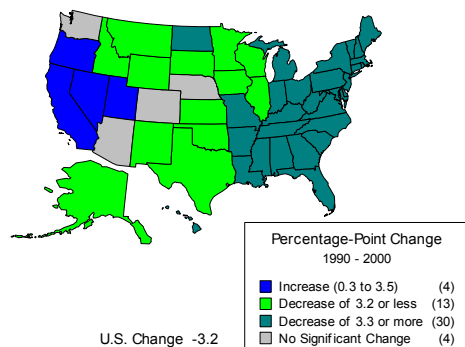 Percentage-Point Change
1990 - 2000
Increase (0.3 to 3.5) (4)
Decrease of 3.2 or less (13)
Decrease of 3.3 or more (30)
No Significant Change (4)
U.S. Change -3.2